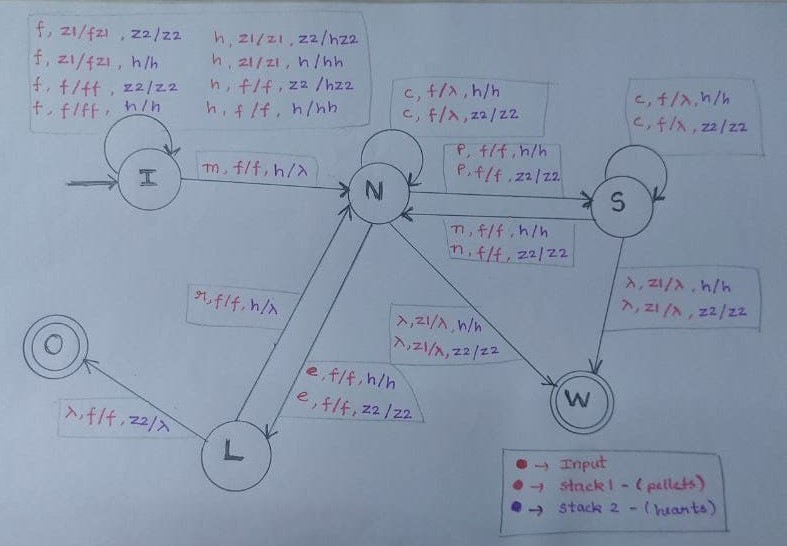 f, z1/fz1, z2/z2
f, z1/fz1, h/h
f, f/ff, z2/z2
f, f/ff, h/h
h, z1/z1, z2/hz2
h, z1/z1, h/hh
h, f/f, z2/hz2
h, f/f, h/hh
c, f/λ, h/h
c, f/λ, z2/z2
c, f/λ, h/h
c, f/λ, z2/z2
I
m, f/f, h/λ
N
p, f/f, h/h
p, f/f, z2/z2
S
n, f/f, h/h
n, f/f, z2/z2
r, f/f, h/λ
λ, z1/λ, h/h
λ, z1/λ, z2/z2
λ, z1/λ, h/h
λ, z1/λ, z2/z2
O
e, f/f, h/h
e, f/f, z2/z2
W
λ, f/f, z2/λ
L
→ Input
→ stack1 - (pellets)
→ stack 2 - (hearts)